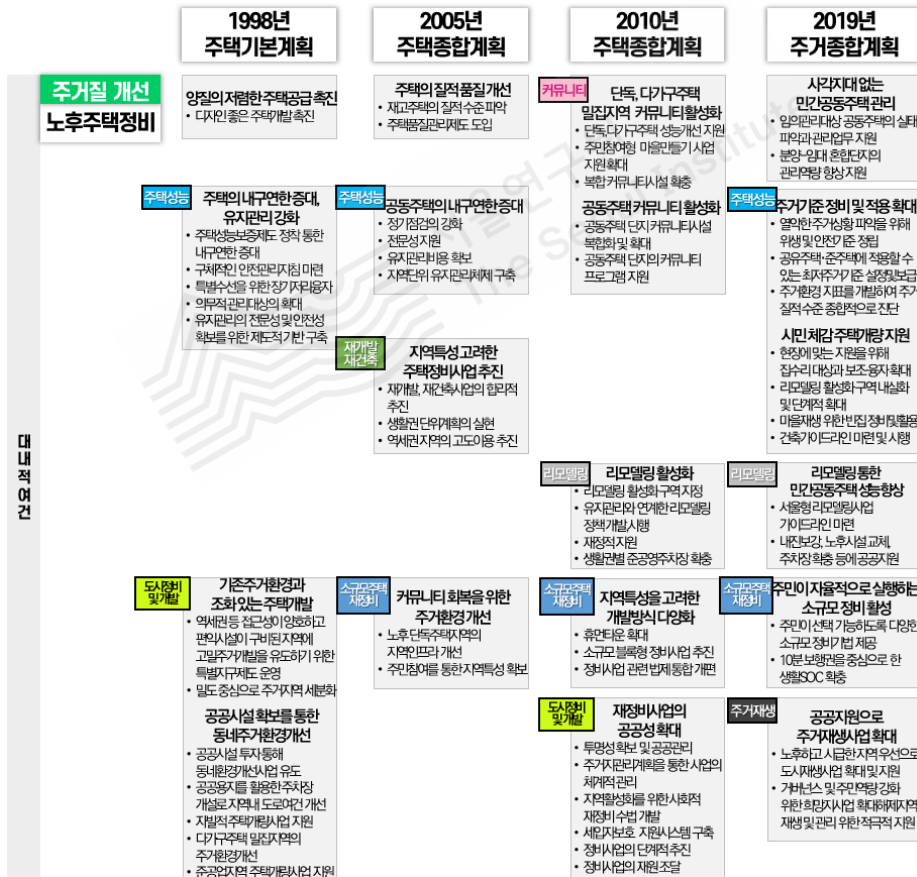 1998년
주택기본계획
2005년
주택종합계획
2010년
주택종합계획
2019년
주거종합계획
주거질 개선
노후주택정비
대내적여건
양질의 저렴한 주택공급 촉진
• 디자인 좋은 주택개발 촉진
주택성능
주택의 내구연한 증대,
유지관리 강화
• 주택성능보증제도 정착 통한
내구연한 증대
• 구체적인 안전관리지침 마련
• 특별수선을 위한 장기저리융자
• 의무적 관리대상의 확대
• 유지관리의 전문성 및 안전성
확보를 위한 제도적 기반 구축
도시정비
및 개발
기존주거환경과
조화 있는 주택개발
• 역세권 등 접근성이 양호하고
편의시설이 구비된 지역에
고밀주거개발을 유도하기 위한
특별지구제도 운영
• 밀도 중심으로 주거지역 세분화
공공시설 확보를 통한
동네주거환경개선
• 공공시설 투자 통해
동네환경개선사업 유도
• 공공용지를 활용한 주차장
개설로 지역내 도로여건 개선
• 자발적 주택개량사업 지원
• 다가구주택 밀집지역의
주거환경개선
• 준공업지역 주택개량사업 지원
주택의 질적 품질 개선
• 재고주택의 질적 수준 파악
• 주택품질관리제도 도입
주택성능
공동주택의 내구연한 증대
• 정기점검의 강화
• 전문성 지원
• 유지관리비용 확보
• 지역단위 유지관리체제 구축
재개발
재건축
지역특성 고려한
주택정비사업 추진
• 재개발, 재건축사업의 합리적
추진
• 생활권 단위계획의 실현
• 역세권 지역의 고도이용 추진
소규모주택
재정비
커뮤니티 회복을 위한
주거환경 개선
• 노후 단독주택지역의
지역인프라 개선
• 주민참여를 통한 지역특성 확보
커뮤니티
단독, 다가구주택
밀집지역 커뮤니티 활성화
• 단독,다가구주택 성능개선 지원
• 주민참여형 마을만들기 사업
지원 확대
• 복합 커뮤니티시설 확충
공동주택 커뮤니티 활성화
• 공동주택 단지 커뮤니티시설
복합화 및 확대
• 공동주택 단지의 커뮤니티
프로그램 지원
리모델링
리모델링 활성화
• 리모델링 활성화 구역 지정
• 유지관리와 연계한 리모델링
정책 개발 시행
• 재정적 지원
• 생활권별 준공영주차장 확충
소규모주택
재정비
지역특성을 고려한
개발방식 다양화
• 휴먼타운 확대
• 소규모 블록형 정비사업 추진
• 정비사업 관련 법제 통합 개편
도시정비
및 개발
재정비사업의
공공성 확대
• 투명성 확보 및 공공관리
• 주거지관리계획을 통한 사업의
체계적 관리
• 지역활성화를 위한 사회적
재정비 수법 개발
• 세입자보호 지원시스템 구축
• 정비사업의 단계적 추진
• 정비사업의 재원 조달
사각지대 없는
민간공동주택 관리
• 임의관리대상 공동주택의 실태
파악과 관리업무 지원
• 분양-임대 혼합단지의
관리역량 향상 지원
주택성능
주거기준 정비 및 적용 확대
• 열악한 주거상황 파악을 위해
위생 및 안전기준 정립
• 공유주택·준주택에 적용할 수
있는 최저주거기준 설정및보급
• 주거환경 지표를 개발하여 주거
질적 수준 종합적으로 진단
시민 체감 주택개량 지원
• 현장에 맞는 지원을 위해
집수리 대상과 보조·융자 확대
• 리모델링 활성화 구역 내실화
및 단계적 확대
• 마을재생 위한 빈집 정비및활용
• 건축가이드라인 마련 및 시행
리모델링
리모델링 통한
민간공동주택 성능향상
• 서울형 리모델링사업
가이드라인 마련
• 내진보강, 노후시설 교체,
주차장 확충 등에 공공지원
소규모주택
재정비
주민이 자율적으로 실행하는
소규모 정비 활성
• 주민이 선택 가능하도록 다양한
소규모 정비기법 제공
• 10분 보행권을 중심으로 한
생활SOC 확충
주거재생
공공지원으로
주거재생사업 확대
• 노후하고 시급한 지역 우선으로
도시재생사업 확대 및 지원
• 거버넌스 및 주민역량 강화
위한 희망지사업 확대해제지역
재생 및 관리 위한 적극적 지원
서울연구
The Seoul Institute